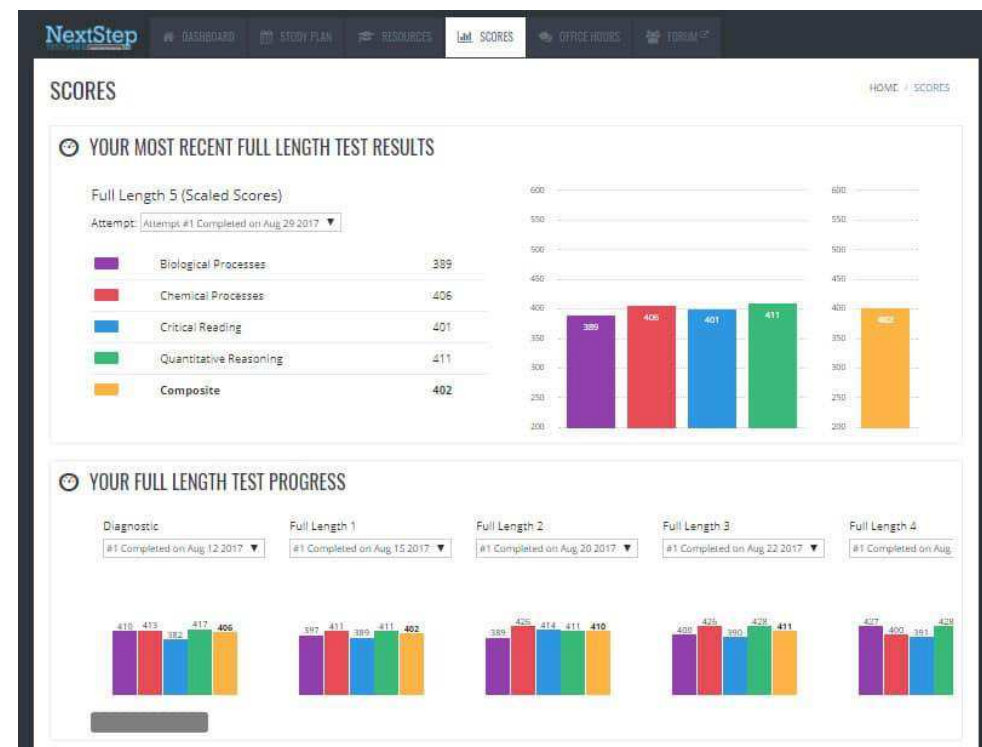 NextStep DASHBOARD STUDY PLAN RESOURCES SCORES OFFICE HOURS FORUM
SCORES
HOME / SCORES
YOUR MOST RECENT FULL LENGTH TEST RESULTS
Full Length 5 (Scaled Scores)
Attempt: Attempt #1 Completed on Aug 29 2017
Biological Processes 389
Chemical Processes 406
Critical Reading 401
Quantitative Reasoning 411
Composite 402
600
550
500
450
400
350
300
250
200
389 406 401 411
600
550
500
450
400
350
300
250
200
402
YOUR FULL LENGTH TEST PROGRESS
Diagnostic
#1 Completed on Aug 12 2017
410 413 382 417 406
Full Length 1
#1 Completed on Aug 15 2017
397 411 389 411 402
Full Length 2
#1 Completed on Aug 20 2017
389 426 414 411 410
Full Length 3
#1 Completed on Aug 22 2017
400 426 390 428 411
Full Length 4
#1 Completed on Aug
427 400 391 428